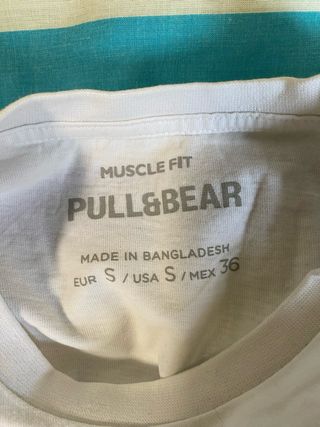 MUSCLE FIT
PULL&BEAR
MADE IN BANGLADESH
EUR S / USA S / MEX 36